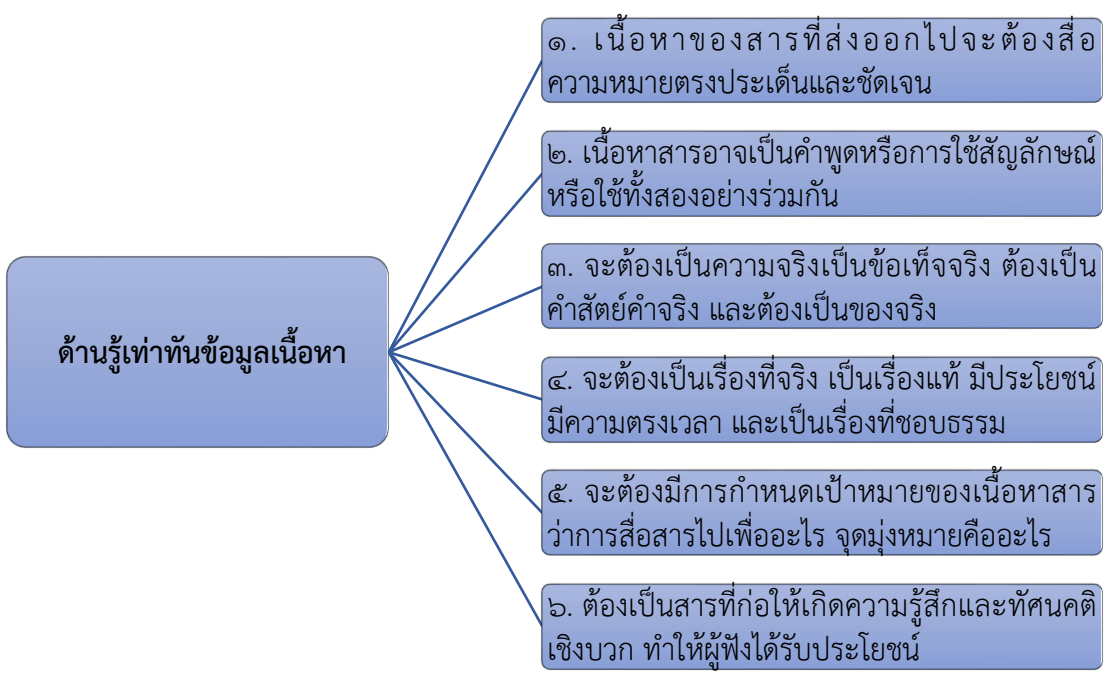 ด้านรู้เท่าทันข้อมูลเนื้อหา
๑. เนื้อหาของสารที่ส่งออกไปจะต้องสื่อ
ความหมายตรงประเด็นและชัดเจน
๒. เนื้อหาสารอาจเป็นคำพูดหรือการใช้สัญลักษณ์
หรือใช้ทั้งสองอย่างร่วมกัน
๓. จะต้องเป็นความจริงเป็นข้อเท็จจริง ต้องเป็น
คำสัตย์คำจริง และต้องเป็นของจริง
๔. จะต้องเป็นเรื่องที่จริง เป็นเรื่องแท้ มีประโยชน์
มีความตรงเวลา และเป็นเรื่องที่ชอบธรรม
๕. จะต้องมีการกำหนดเป้าหมายของเนื้อหาสาร
ว่าการสื่อสารไปเพื่ออะไร จุดมุ่งหมายคืออะไร
๖. ต้องเป็นสารที่ก่อให้เกิดความรู้สึกและทัศนคติ
เชิงบวก ทำให้ผู้ฟังได้รับประโยชน์